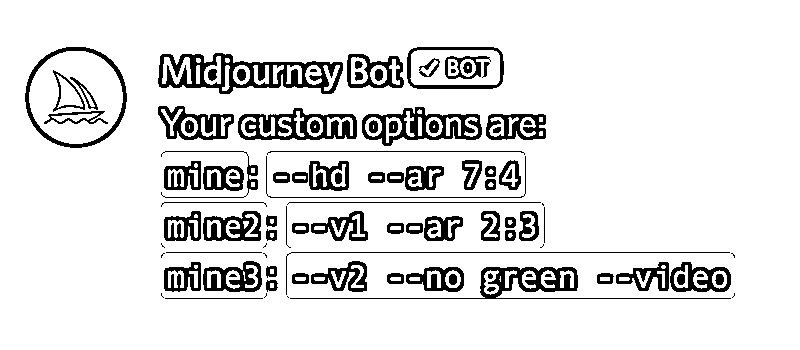 Midjourney Bot ✓ BOT
Your custom options are:
mine: --hd --ar 7:4
mine2: --v1 --ar 2:3
mine3: --v2 --no green --video